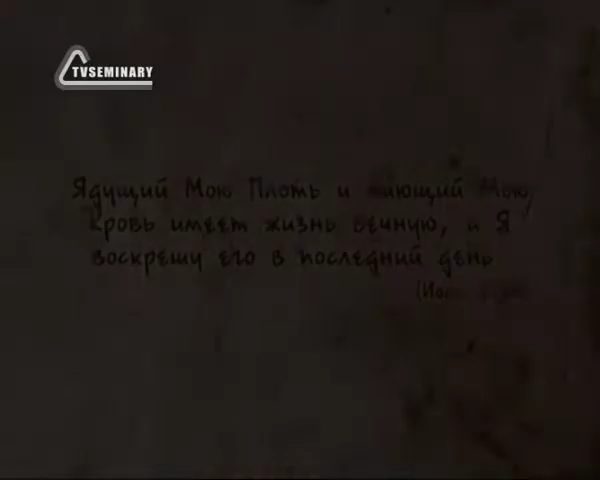 TVSEMINARY
Ядущий Мою Плоть и пиющий Мою
кровь имеет жизнь вечную, и Я
воскрешу его в последний день